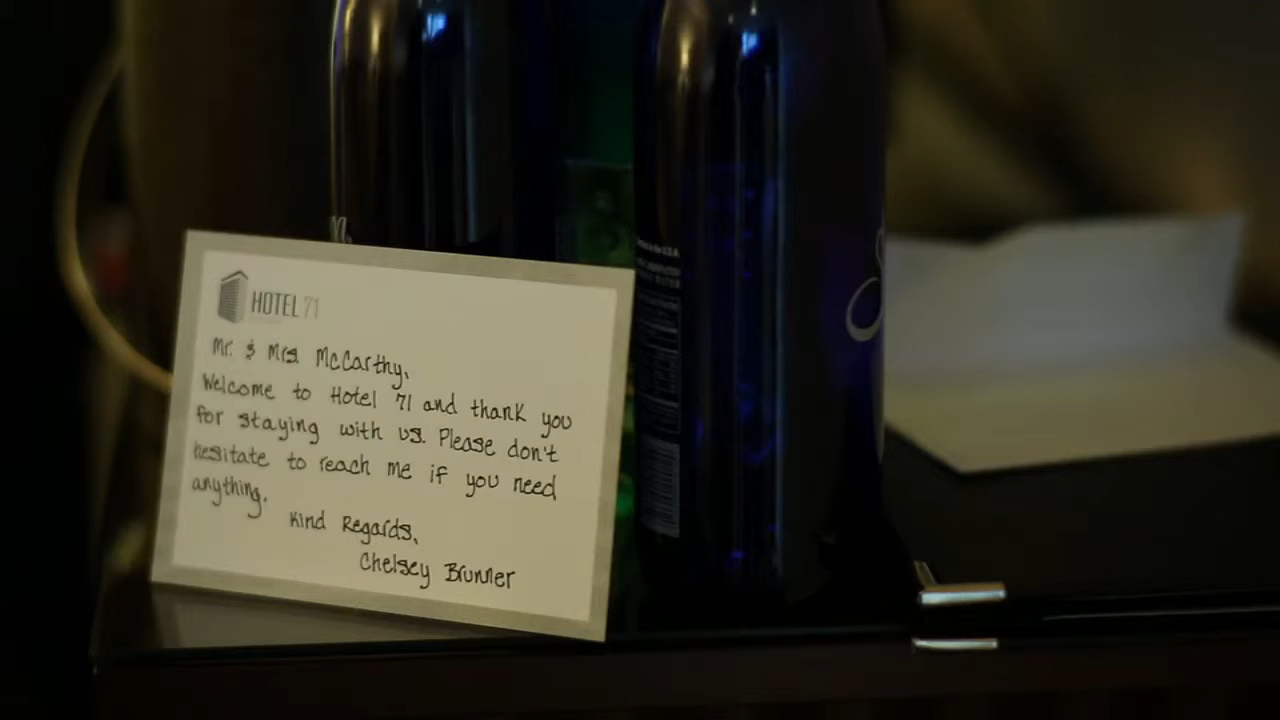 HOTEL 71
Mr. & Mrs. McCarthy,
Welcome to Hotel 71 and thank you
for staying with us. Please don't
hesitate to reach me if you need
anything.
Kind Regards,
Chelsey Brunner